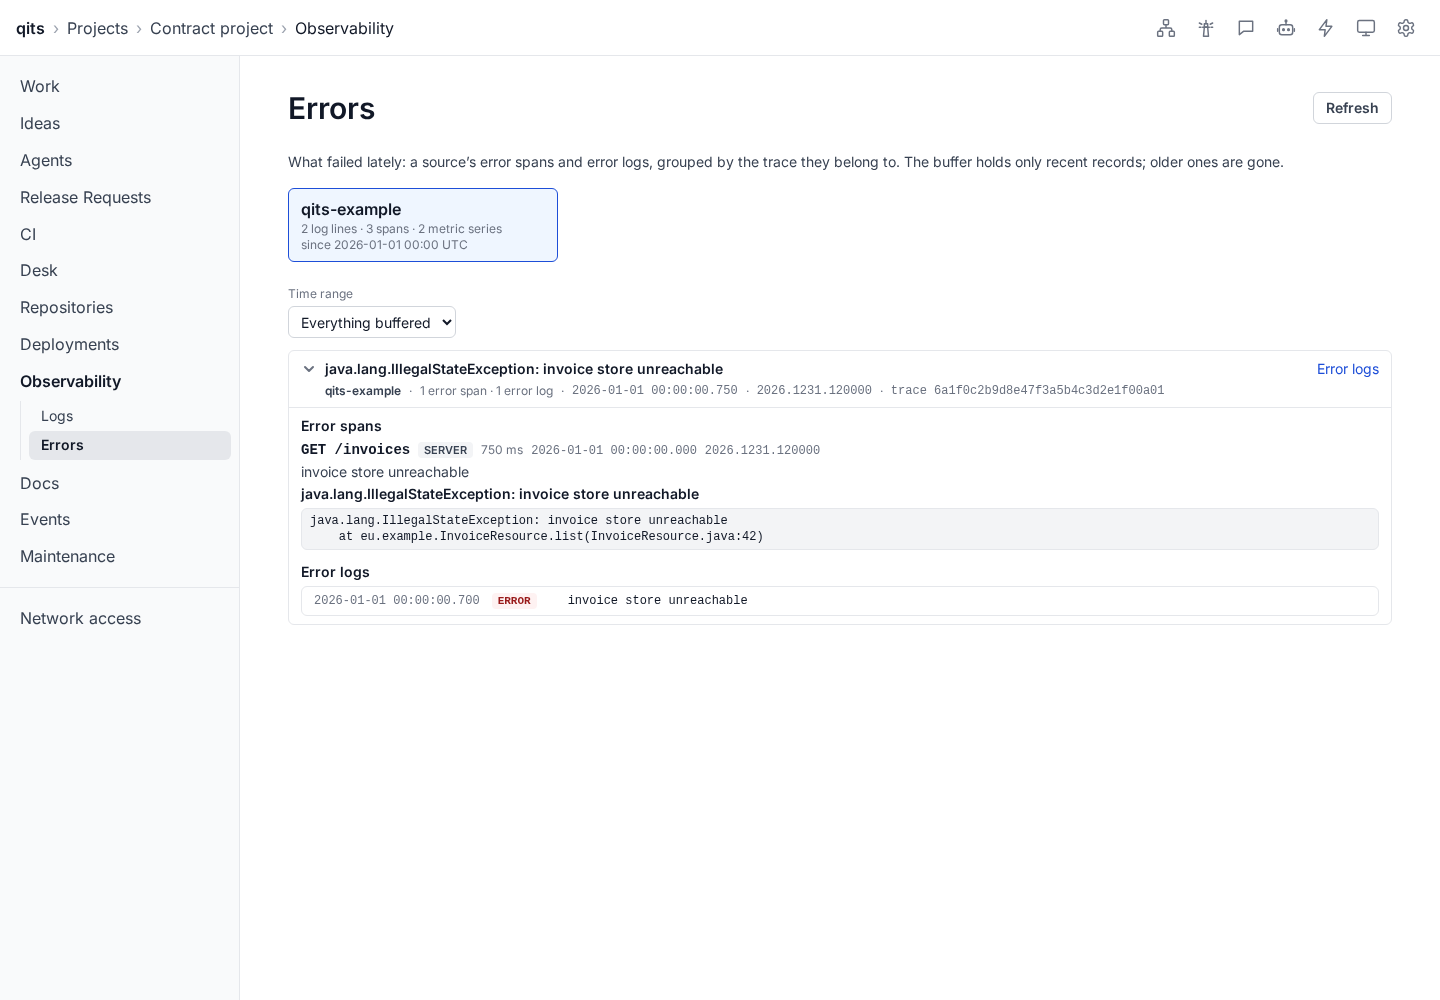 qits › Projects › Contract project › Observability
Work
Ideas
Agents
Release Requests
CI
Desk
Repositories
Deployments
Observability
Logs
Errors
Docs
Events
Maintenance
Network access
Errors
Refresh
What failed lately: a source’s error spans and error logs, grouped by the trace they belong to. The buffer holds only recent records; older ones are gone.
qits-example
2 log lines · 3 spans · 2 metric series
since 2026-01-01 00:00 UTC
Time range
Everything buffered
java.lang.IllegalStateException: invoice store unreachable
Error logs
qits-example · 1 error span · 1 error log · 2026-01-01 00:00:00.750 · 2026.1231.120000 · trace 6a1f0c2b9d8e47f3a5b4c3d2e1f00a01
Error spans
GET /invoices SERVER 750 ms 2026-01-01 00:00:00.000 2026.1231.120000
invoice store unreachable
java.lang.IllegalStateException: invoice store unreachable
java.lang.IllegalStateException: invoice store unreachable
    at eu.example.InvoiceResource.list(InvoiceResource.java:42)
Error logs
2026-01-01 00:00:00.700 ERROR invoice store unreachable